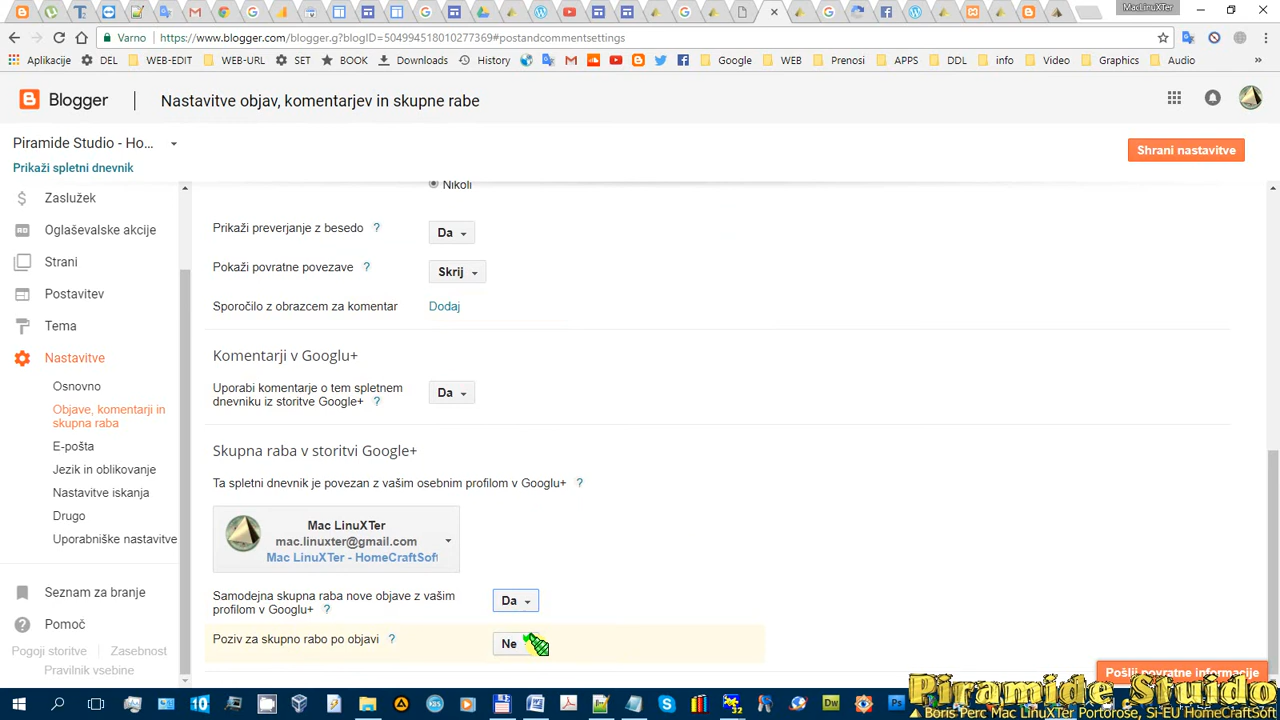 MacLinuXTer
Varno
https://www.blogger.com/blogger.g?blogID=504994518010277369#postandcommentsettings
Aplikacije DEL WEB-EDIT WEB-URL SET BOOK Downloads History Google WEB Prenosi APPS DDL info Video Graphics Audio »
Blogger Nastavitve objav, komentarjev in skupne rabe
Piramide Studio - Ho...
Shrani nastavitve
Prikaži spletni dnevnik
Zaslužek
Oglaševalske akcije
Strani
Postavitev
Tema
Nastavitve
Osnovno
Objave, komentarji in
skupna raba
E-pošta
Jezik in oblikovanje
Nastavitve iskanja
Drugo
Uporabniške nastavitve
Seznam za branje
Pomoč
Pogoji storitve Zasebnost
Pravilnik vsebine
Nikoli
Prikaži preverjanje z besedo ? Da
Pokaži povratne povezave ? Skrij
Sporočilo z obrazcem za komentar Dodaj
Komentarji v Googlu+
Uporabi komentarje o tem spletnem
dnevniku iz storitve Google+ ? Da
Skupna raba v storitvi Google+
Ta spletni dnevnik je povezan z vašim osebnim profilom v Googlu+ ?
Mac LinuXTer
mac.linuxter@gmail.com
Mac LinuXTer - HomeCraftSoft
Samodejna skupna raba nove objave z vašim
profilom v Googlu+ ? Da
Poziv za skupno rabo po objavi ? Ne
Pošlji povratne informacije
Piramide Stuido
▲ Boris Perc Mac LinuXTer Portorose, Si-EU HomeCraftSoft